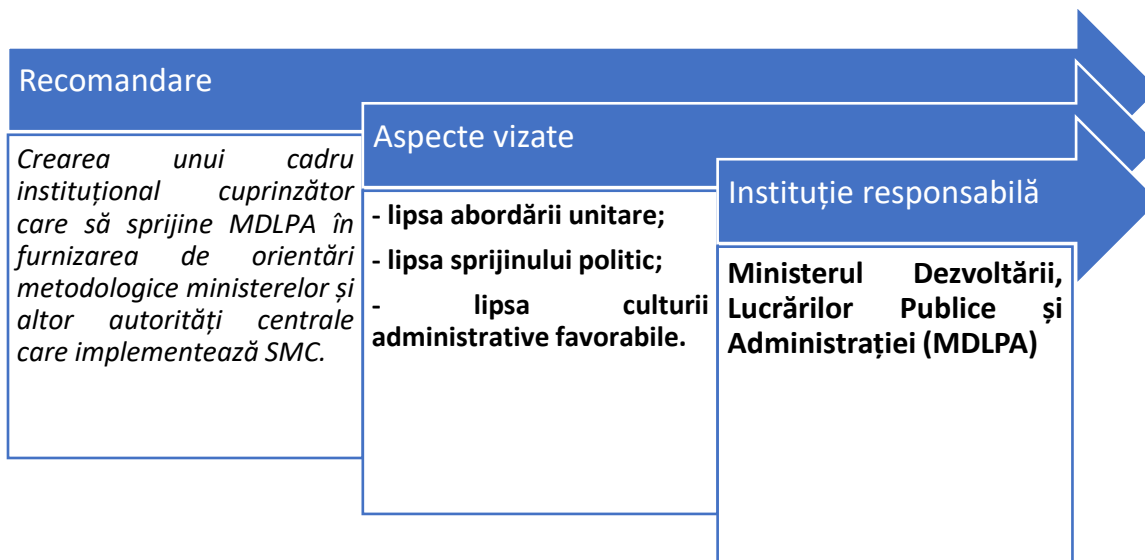 Recomandare
Crearea unui cadru
instituțional cuprinzător
care să sprijine MDLPA în
furnizarea de orientări
metodologice ministerelor și
altor autorități centrale
care implementează SMC.
Aspecte vizate
- lipsa abordării unitare;
- lipsa sprijinului politic;
- lipsa culturii
administrative favorabile.
Instituție responsabilă
Ministerul Dezvoltării,
Lucrărilor Publice și
Administrației (MDLPA)